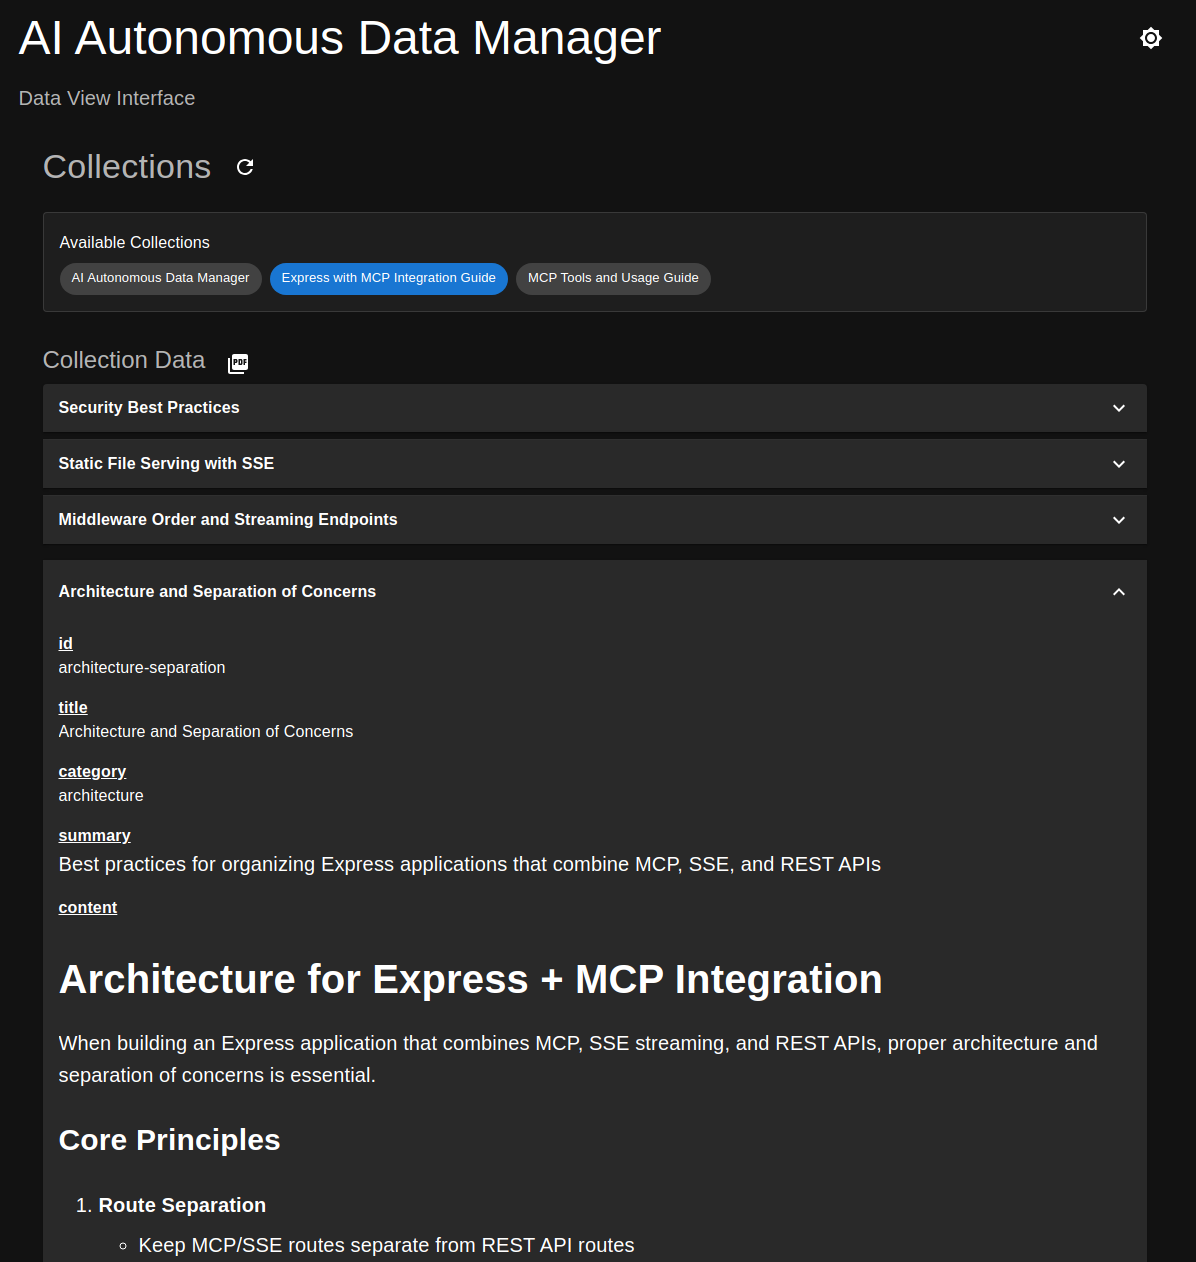 AI Autonomous Data Manager
Data View Interface
Collections
Available Collections
AI Autonomous Data Manager
Express with MCP Integration Guide
MCP Tools and Usage Guide
Collection Data
PDF
Security Best Practices
Static File Serving with SSE
Middleware Order and Streaming Endpoints
Architecture and Separation of Concerns
id
architecture-separation
title
Architecture and Separation of Concerns
category
architecture
summary
Best practices for organizing Express applications that combine MCP, SSE, and REST APIs
content
Architecture for Express + MCP Integration
When building an Express application that combines MCP, SSE streaming, and REST APIs, proper architecture and
separation of concerns is essential.
Core Principles
1. Route Separation
◦ Keep MCP/SSE routes separate from REST API routes